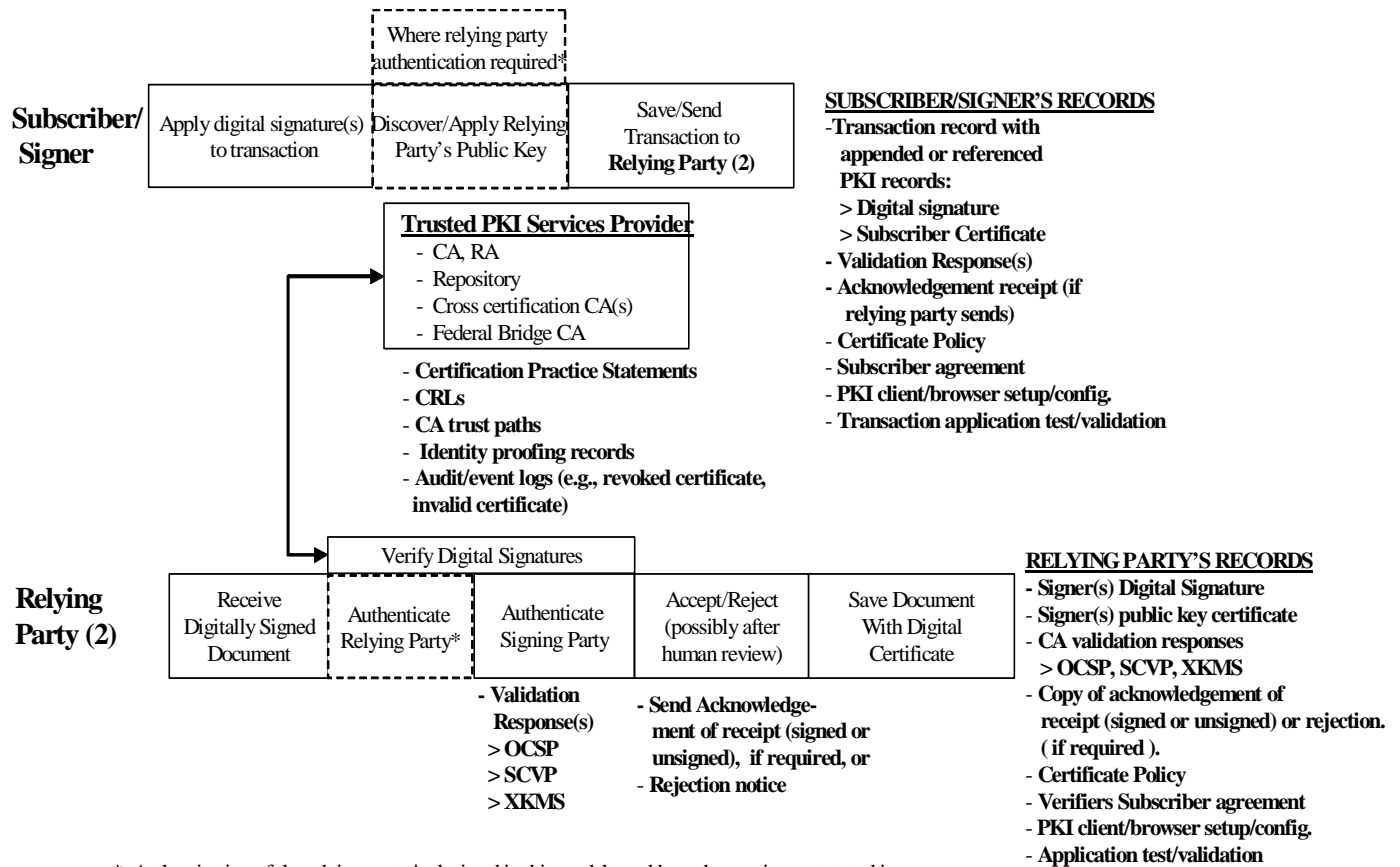 Where relying party
authentication required*
Subscriber/
Signer
Apply digital signature(s)
to transaction
Discover/Apply Relying
Party's Public Key
Save/Send
Transaction to
Relying Party (2)
SUBSCRIBER/SIGNER'S RECORDS
-Transaction record with
appended or referenced
PKI records:
> Digital signature
> Subscriber Certificate
- Validation Response(s)
- Acknowledgement receipt (if
relying party sends)
- Certificate Policy
- Subscriber agreement
- PKI client/browser setup/config.
- Transaction application test/validation
Trusted PKI Services Provider
- CA, RA
- Repository
- Cross certification CA(s)
- Federal Bridge CA
- Certification Practice Statements
- CRLs
- CA trust paths
- Identity proofing records
- Audit/event logs (e.g., revoked certificate,
invalid certificate)
Verify Digital Signatures
Relying
Party (2)
Receive
Digitally Signed
Document
Authenticate
Relying Party*
Authenticate
Signing Party
Accept/Reject
(possibly after
human review)
Save Document
With Digital
Certificate
- Validation
Response(s)
> OCSP
> SCVP
> XKMS
- Send Acknowledge-
ment of receipt (signed or
unsigned), if required, or
- Rejection notice
RELYING PARTY'S RECORDS
- Signer(s) Digital Signature
- Signer(s) public key certificate
- CA validation responses
> OCSP, SCVP, XKMS
- Copy of acknowledgement of
receipt (signed or unsigned) or rejection.
( if required ).
- Certificate Policy
- Verifiers Subscriber agreement
- PKI client/browser setup/config.
- Application test/validation